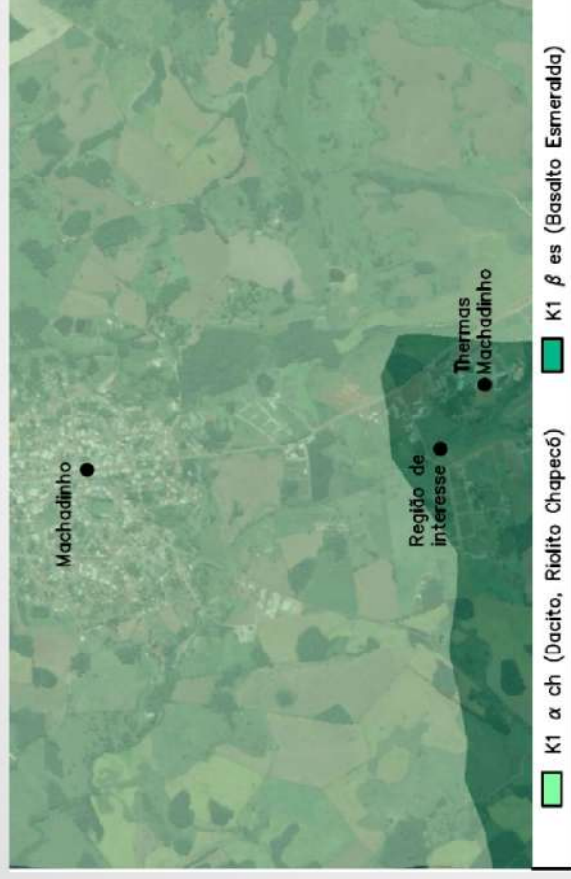 Machadinho
Região de
interesse
Thermas
Machadinho
K1 α ch (Dacito, Riolito Chapecó)
K1 β es (Basalto Esmeralda)